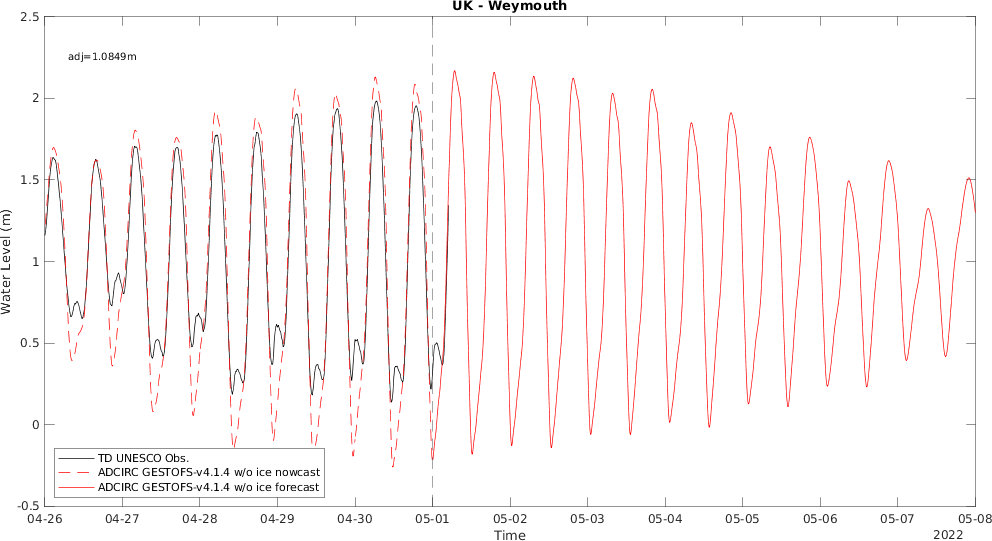 UK - Weymouth
adj=1.0849m
2.5
2
1.5
1
0.5
0
-0.5
Water Level (m)
TD UNESCO Obs.
ADCIRC GESTOFS-v4.1.4 w/o ice nowcast
ADCIRC GESTOFS-v4.1.4 w/o ice forecast
04-26 04-27 04-28 04-29 04-30 05-01 05-02 05-03 05-04 05-05 05-06 05-07 05-08
Time
2022